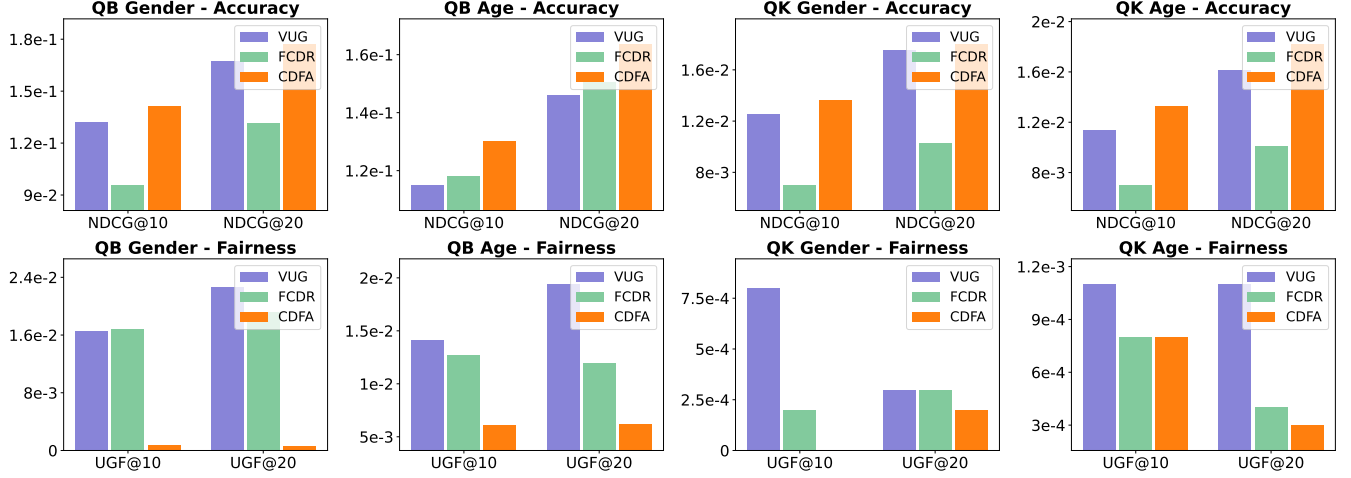 QB Gender - Accuracy
1.8e-1
1.5e-1
1.2e-1
9e-2
VUG
FCDR
CDFA
NDCG@10
NDCG@20
QB Age - Accuracy
1.6e-1
1.4e-1
1.2e-1
VUG
FCDR
CDFA
NDCG@10
NDCG@20
QK Gender - Accuracy
1.6e-2
1.2e-2
8e-3
VUG
FCDR
CDFA
NDCG@10
NDCG@20
QK Age - Accuracy
2e-2
1.6e-2
1.2e-2
8e-3
VUG
FCDR
CDFA
NDCG@10
NDCG@20
QB Gender - Fairness
2.4e-2
1.6e-2
8e-3
0
VUG
FCDR
CDFA
UGF@10
UGF@20
QB Age - Fairness
2e-2
1.5e-2
1e-2
5e-3
VUG
FCDR
CDFA
UGF@10
UGF@20
QK Gender - Fairness
7.5e-4
5e-4
2.5e-4
0
VUG
FCDR
CDFA
UGF@10
UGF@20
QK Age - Fairness
1.2e-3
9e-4
6e-4
3e-4
VUG
FCDR
CDFA
UGF@10
UGF@20